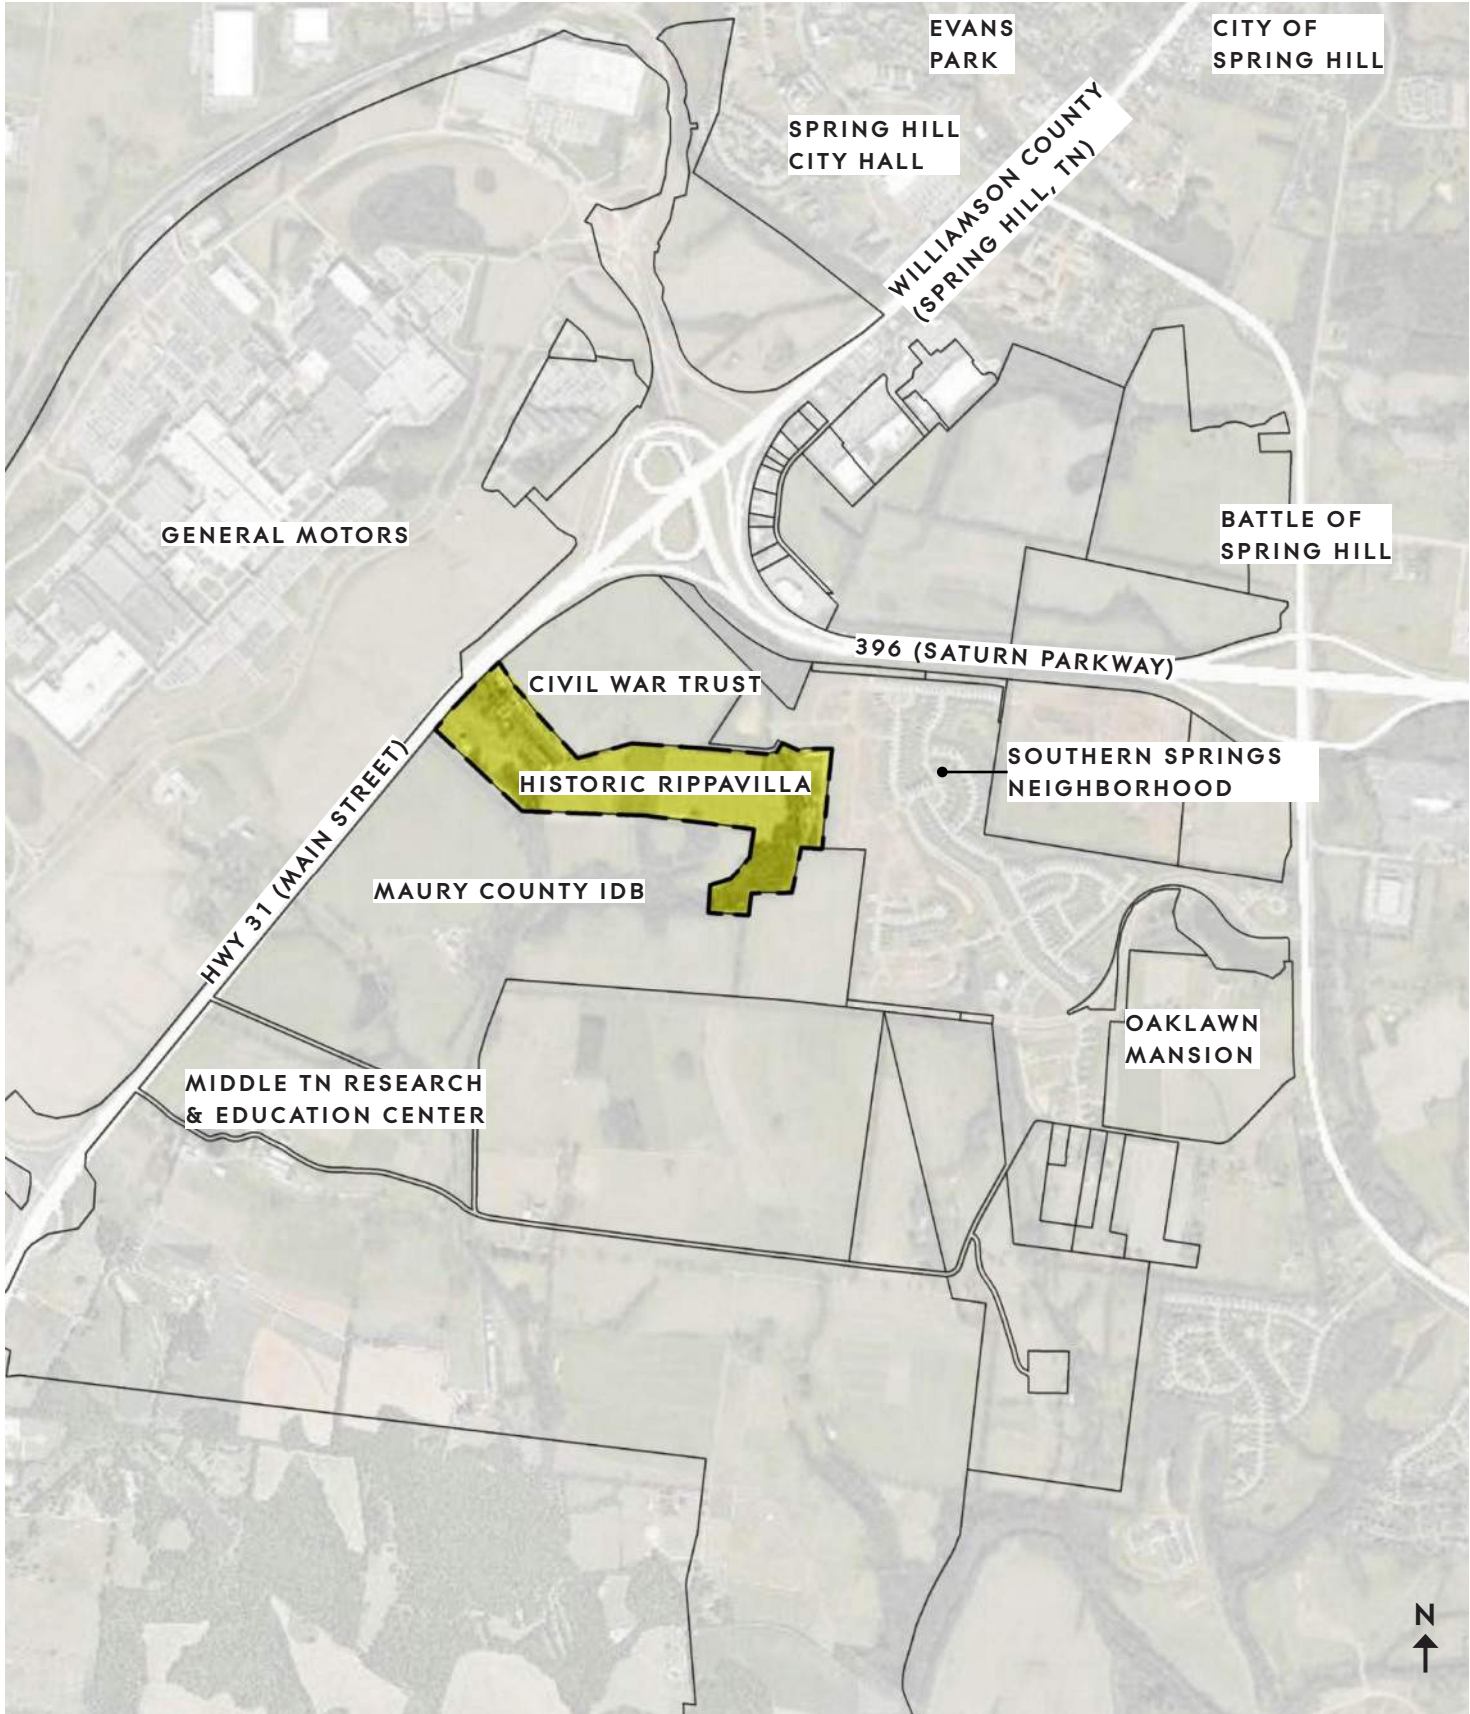 EVANS
PARK
CITY OF
SPRING HILL
SPRING HILL
CITY HALL
WILLIAMSON COUNTY
(SPRING HILL, TN)
GENERAL MOTORS
BATTLE OF
SPRING HILL
396 (SATURN PARKWAY)
CIVIL WAR TRUST
SOUTHERN SPRINGS
NEIGHBORHOOD
HISTORIC RIPPAVILLA
HWY 31 (MAIN STREET)
MAURY COUNTY IDB
OAKLAWN
MANSION
MIDDLE TN RESEARCH
& EDUCATION CENTER
N